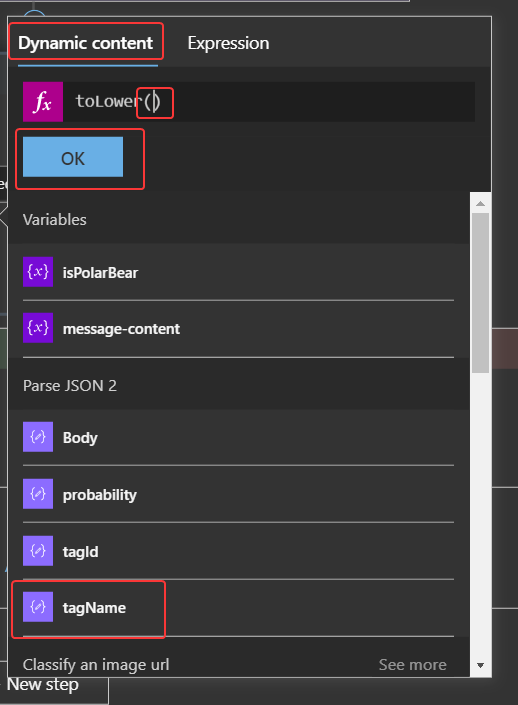 Dynamic content
Expression
fx
toLower()
OK
Variables
{x}
isPolarBear
{x}
message-content
Parse JSON 2
Body
probability
tagId
tagName
Classify an image url
See more
New step